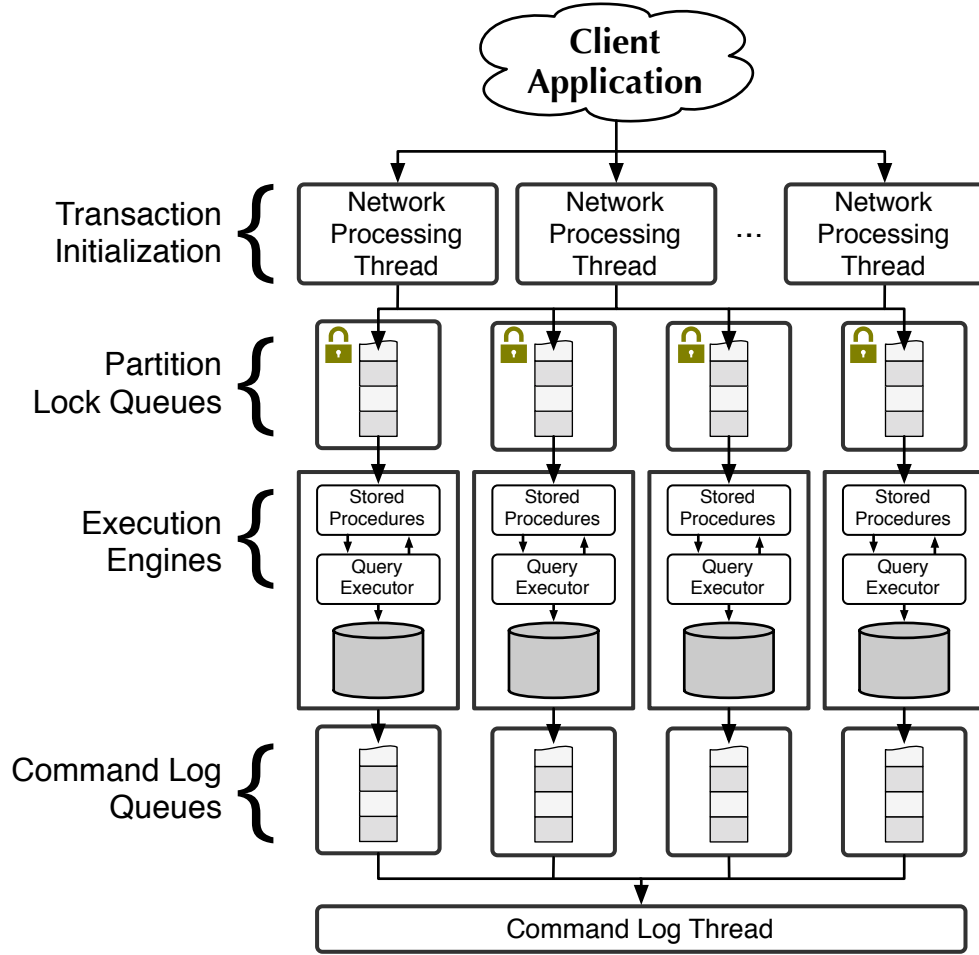 Client
Application
Transaction
Initialization
Network
Processing
Thread
Network
Processing
Thread
...
Network
Processing
Thread
Partition
Lock Queues
Execution
Engines
Stored
Procedures
Query
Executor
Stored
Procedures
Query
Executor
Stored
Procedures
Query
Executor
Stored
Procedures
Query
Executor
Command Log
Queues
Command Log Thread